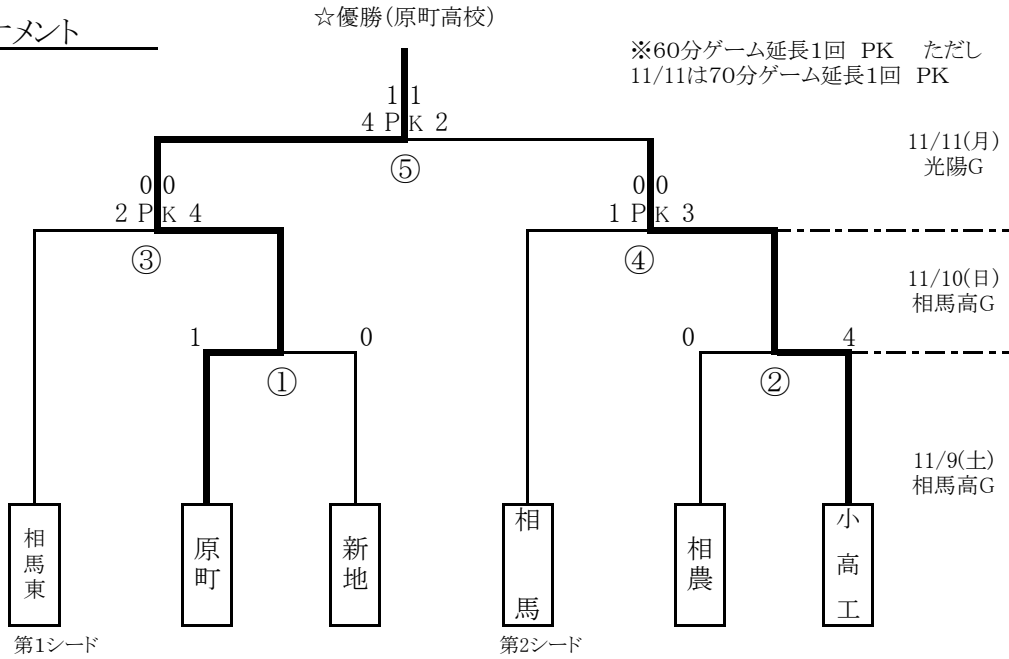 ーメント
☆優勝(原町高校)
※60分ゲーム延長1回 PK ただし
11/11は70分ゲーム延長1回 PK
1 1
4 PK 2
⑤
11/11(月)
光陽G
0 0
2 PK 4
③
0 0
1 PK 3
④
11/10(日)
相馬高G
1 0
①
0 4
②
11/9(土)
相馬高G
相馬東
原町
新地
相馬
相農
小高工
第1シード
第2シード